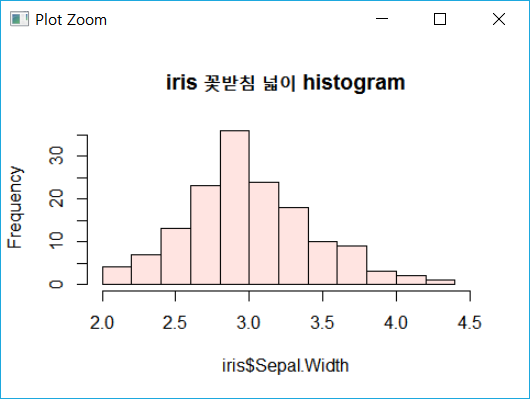 Plot Zoom
iris 꽃받침 넓이 histogram
Frequency
30
20
10
0
2.0 2.5 3.0 3.5 4.0 4.5
iris$Sepal.Width